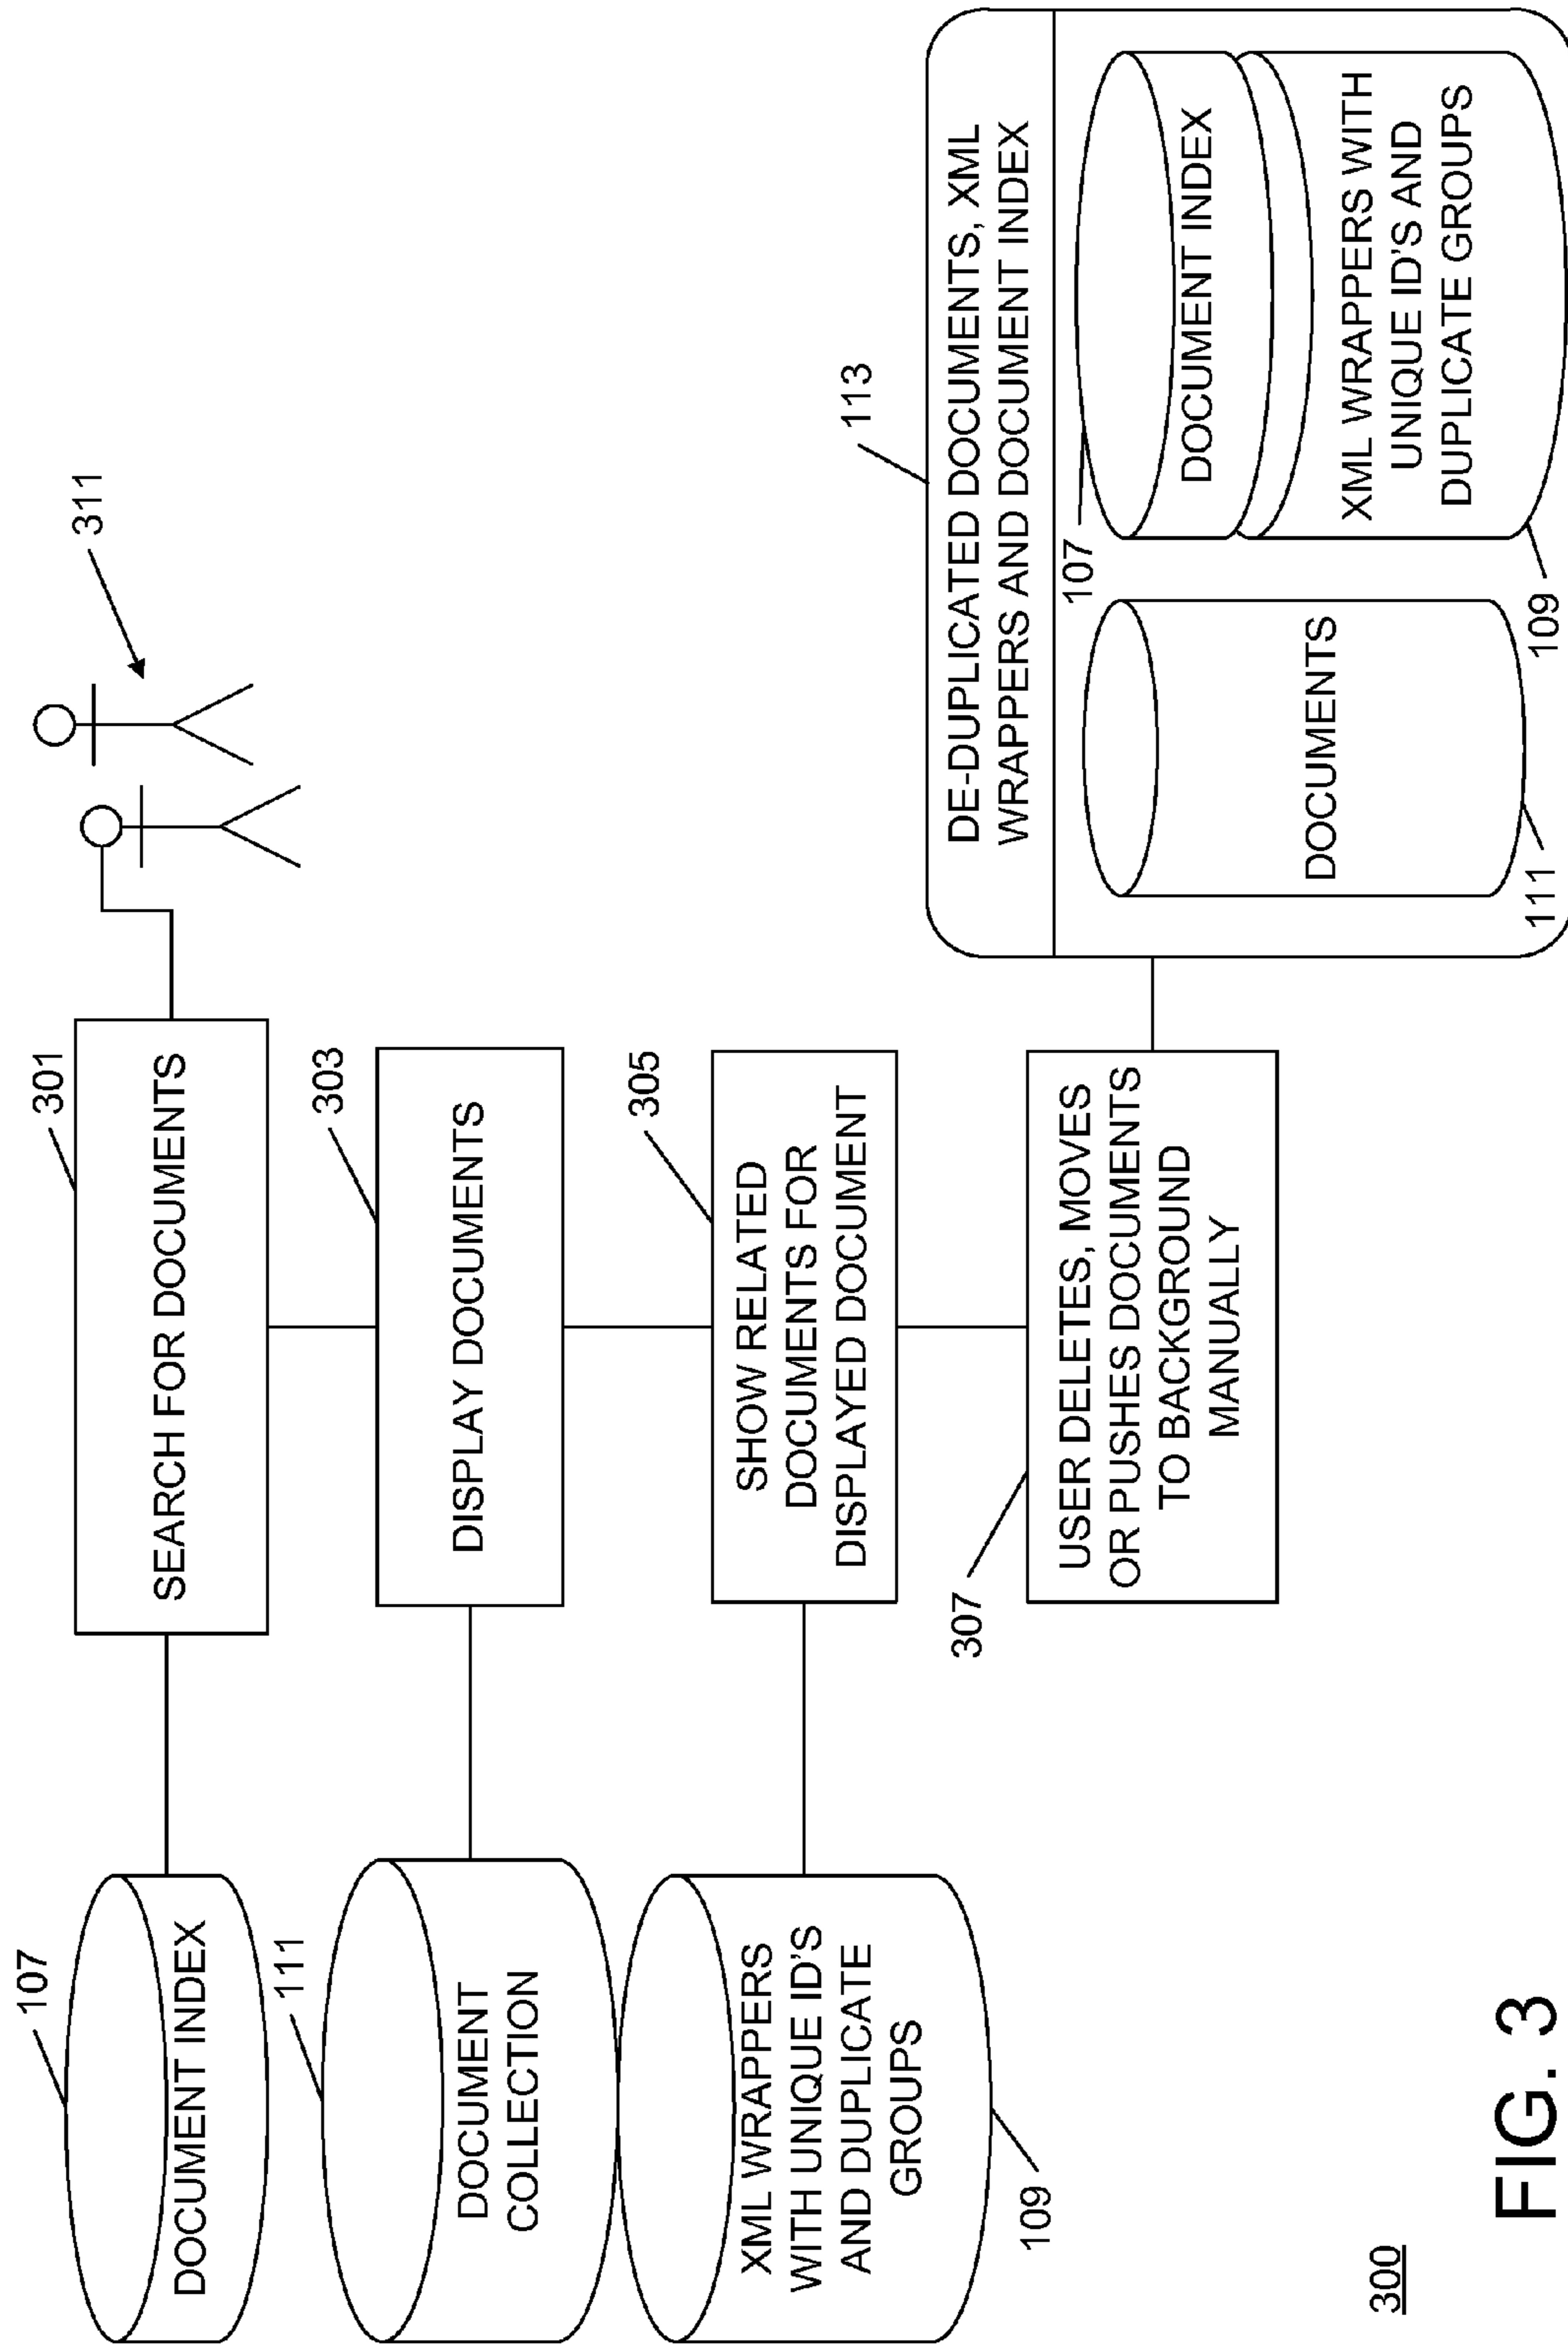 107
DOCUMENT INDEX
301
SEARCH FOR DOCUMENTS
311
111
DOCUMENT
COLLECTION
303
DISPLAY DOCUMENTS
XML WRAPPERS
WITH UNIQUE ID'S
AND DUPLICATE
GROUPS
109
305
SHOW RELATED
DOCUMENTS FOR
DISPLAYED DOCUMENT
307
USER DELETES, MOVES
OR PUSHES DOCUMENTS
TO BACKGROUND
MANUALLY
113
DE-DUPLICATED DOCUMENTS, XML
WRAPPERS AND DOCUMENT INDEX
DOCUMENTS
111
107
DOCUMENT INDEX
XML WRAPPERS WITH
UNIQUE ID'S AND
DUPLICATE GROUPS
109
300
FIG. 3